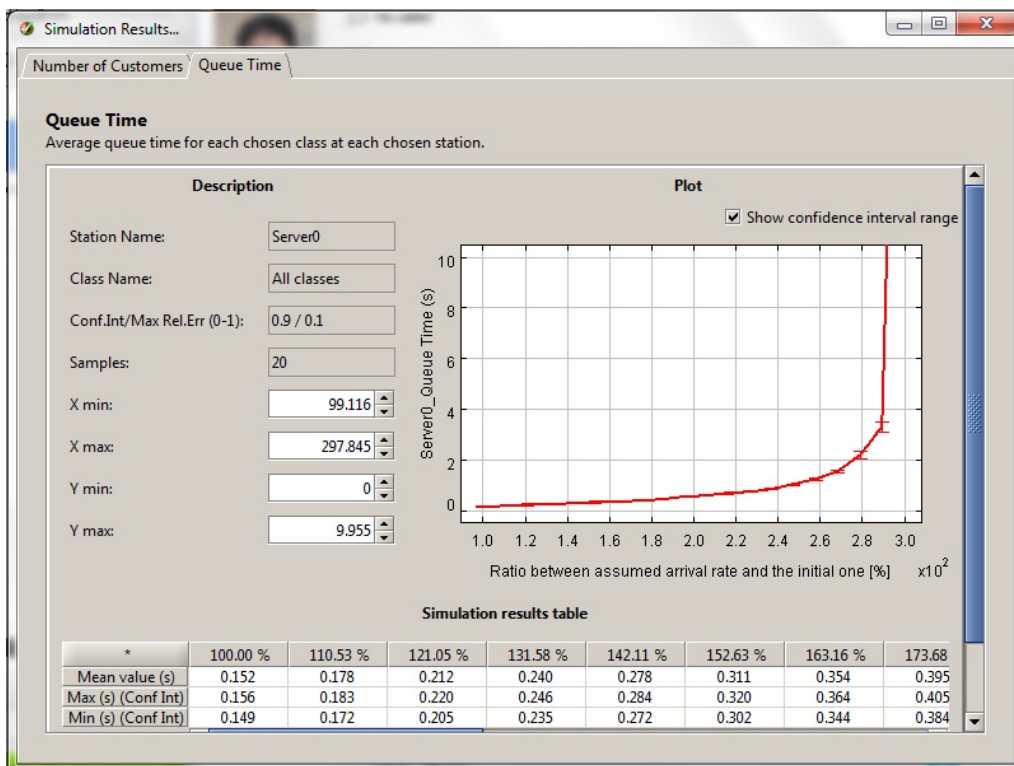 Simulation Results...
Number of Customers Queue Time
Queue Time
Average queue time for each chosen class at each chosen station.
Description
Station Name: Server0
Class Name: All classes
Conf.Int/Max Rel.Err (0-1): 0.9 / 0.1
Samples: 20
X min: 99.116
X max: 297.845
Y min: 0
Y max: 9.955
Plot
Show confidence interval range
Server0_Queue Time (s)
10
8
6
4
2
0
1.0 1.2 1.4 1.6 1.8 2.0 2.2 2.4 2.6 2.8 3.0
Ratio between assumed arrival rate and the initial one [%] x10²
Simulation results table
* 100.00 % 110.53 % 121.05 % 131.58 % 142.11 % 152.63 % 163.16 % 173.68
Mean value (s) 0.152 0.178 0.212 0.240 0.278 0.311 0.354 0.395
Max (s) (Conf Int) 0.156 0.183 0.220 0.246 0.284 0.320 0.364 0.405
Min (s) (Conf Int) 0.149 0.172 0.205 0.235 0.272 0.302 0.344 0.384